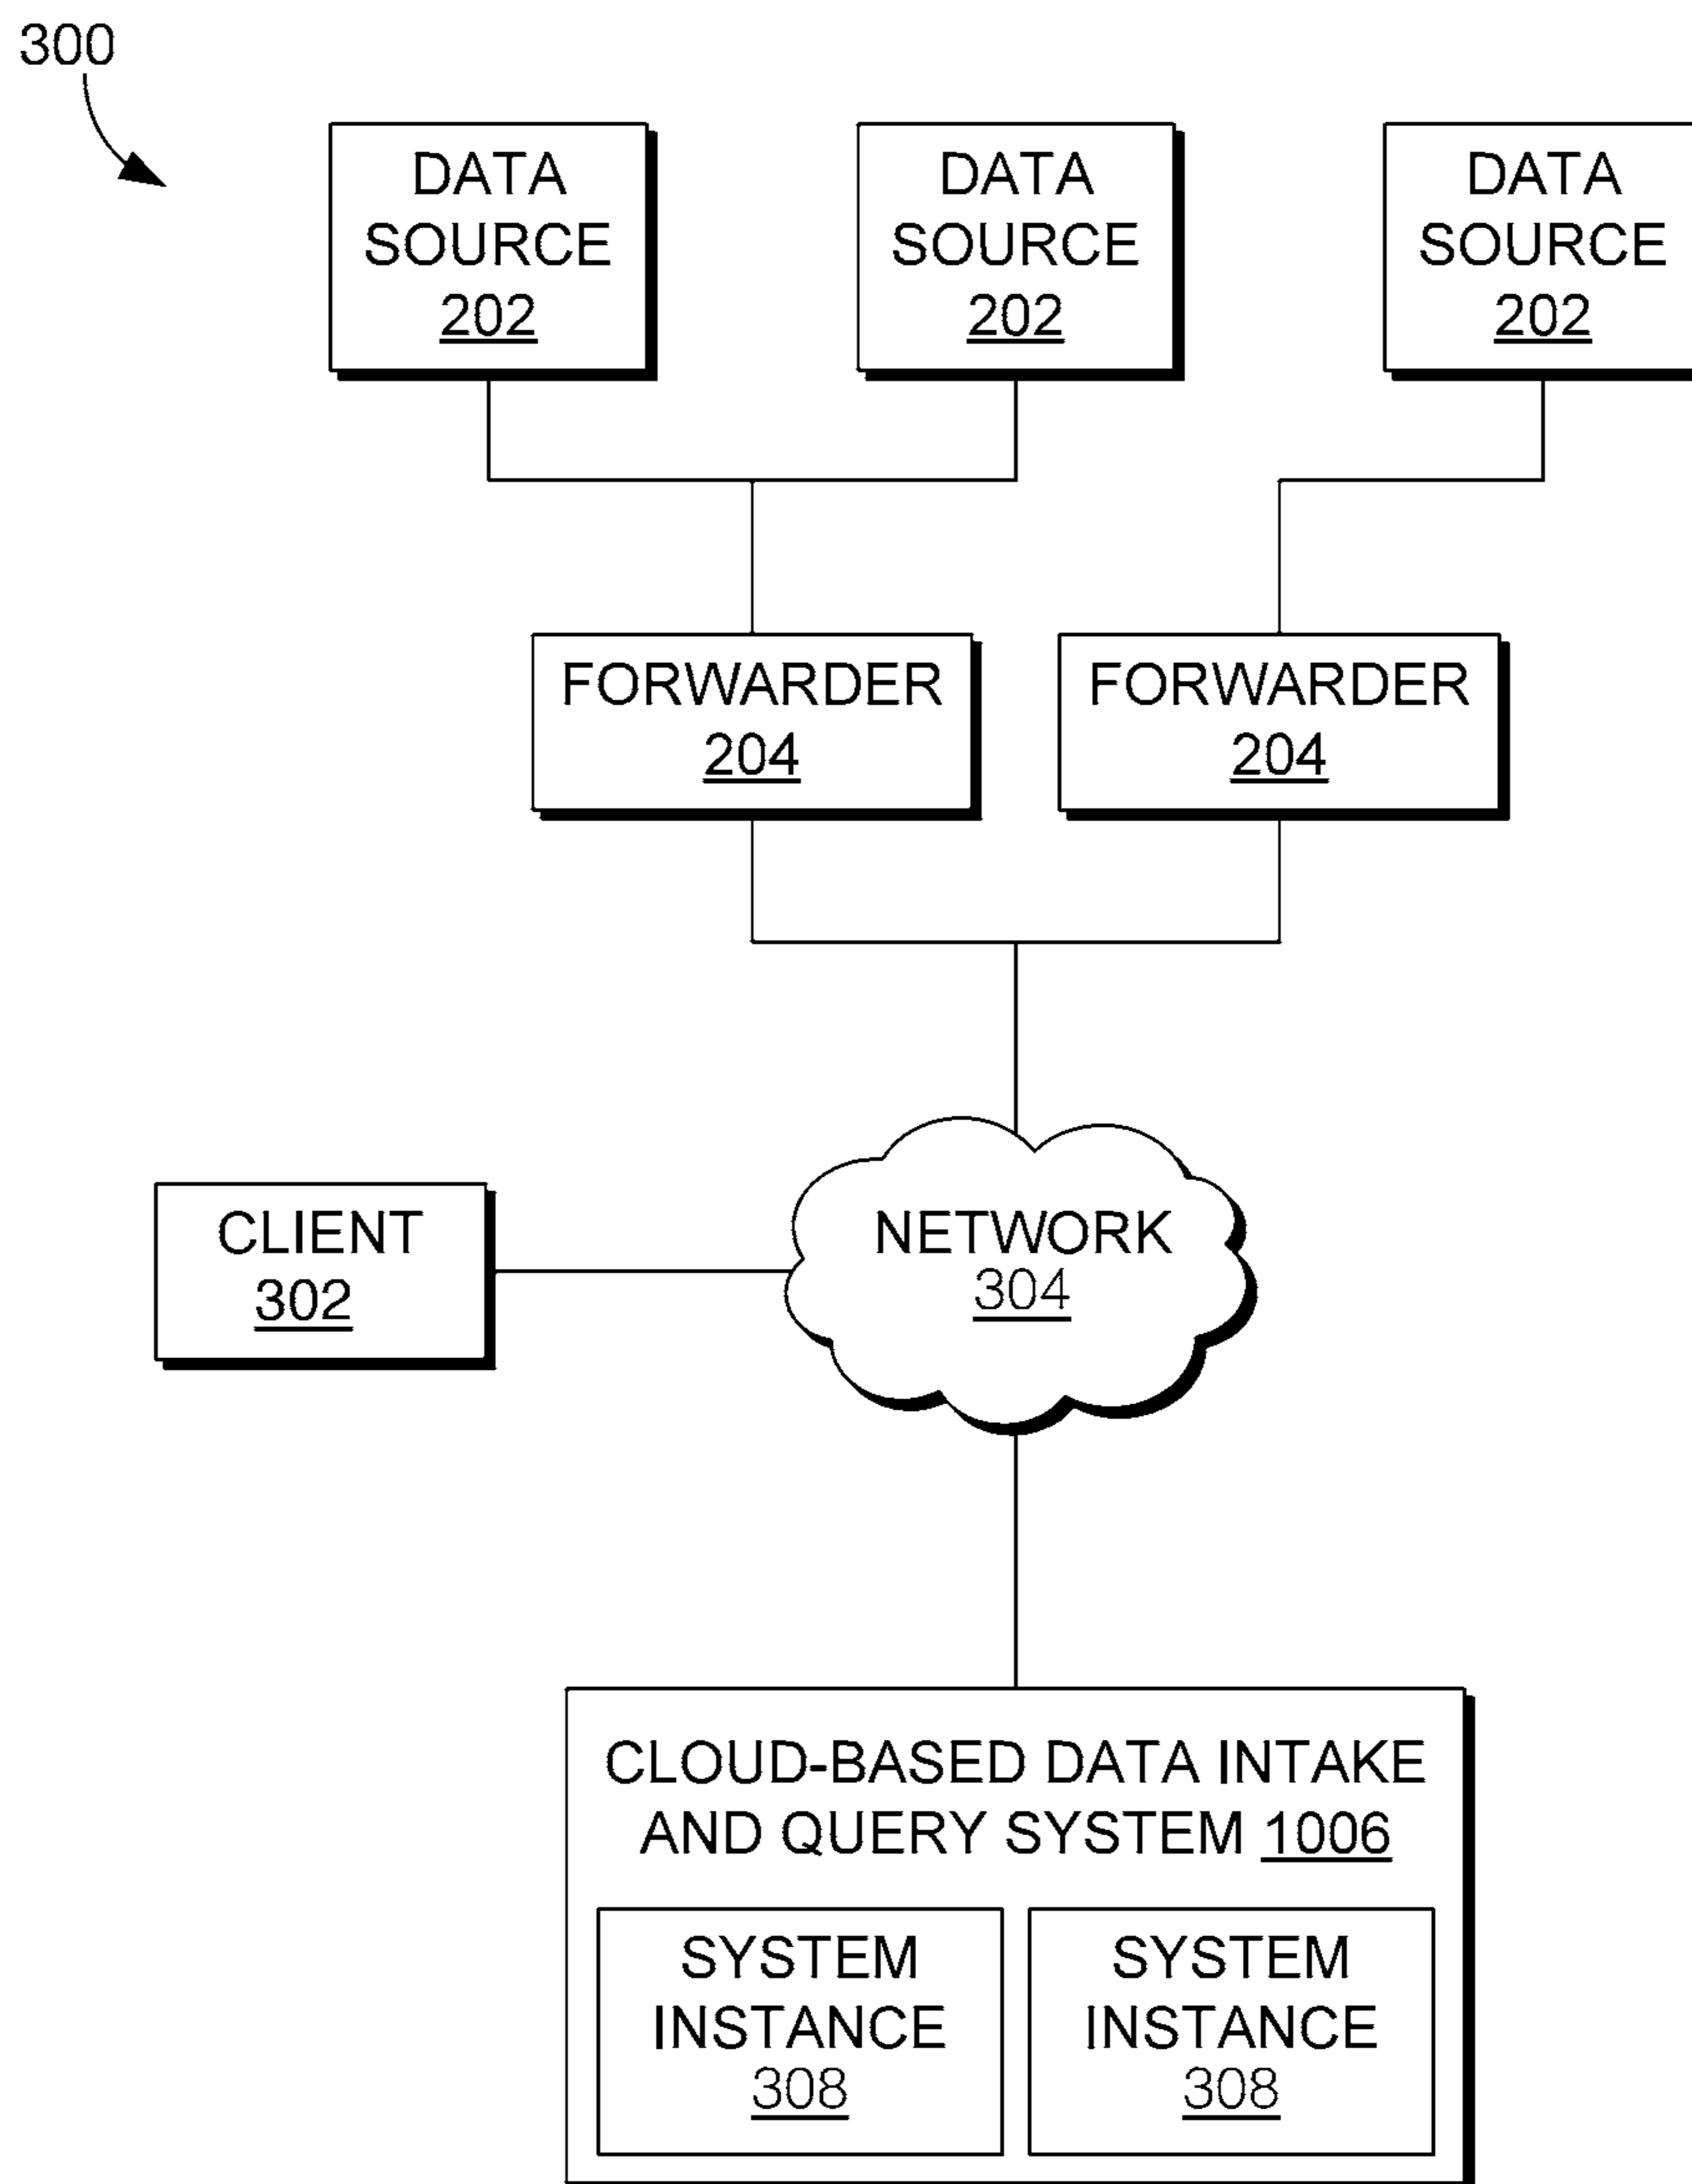 300
DATA
SOURCE
202
DATA
SOURCE
202
DATA
SOURCE
202
FORWARDER
204
FORWARDER
204
NETWORK
304
CLIENT
302
CLOUD-BASED DATA INTAKE
AND QUERY SYSTEM 1006
SYSTEM
INSTANCE
308
SYSTEM
INSTANCE
308